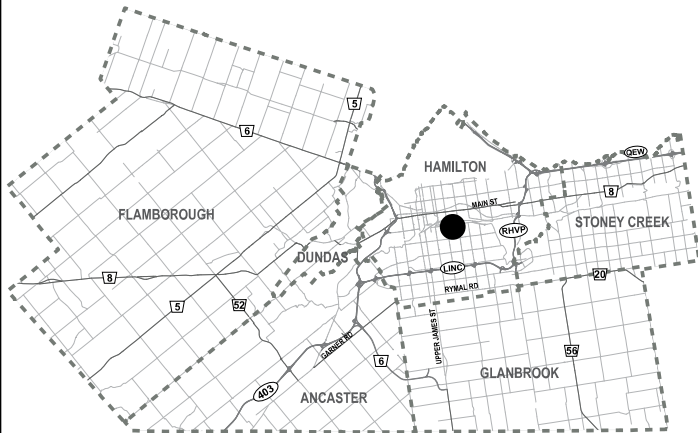 5
6
QEW
HAMILTON
8
MAIN ST
FLAMBOROUGH
STONEY CREEK
RHVP
DUNDAS
LINC
20
8
RYMAL RD
5
52
UPPER JAMES ST
GARNER RD
56
6
GLANBROOK
403
ANCASTER